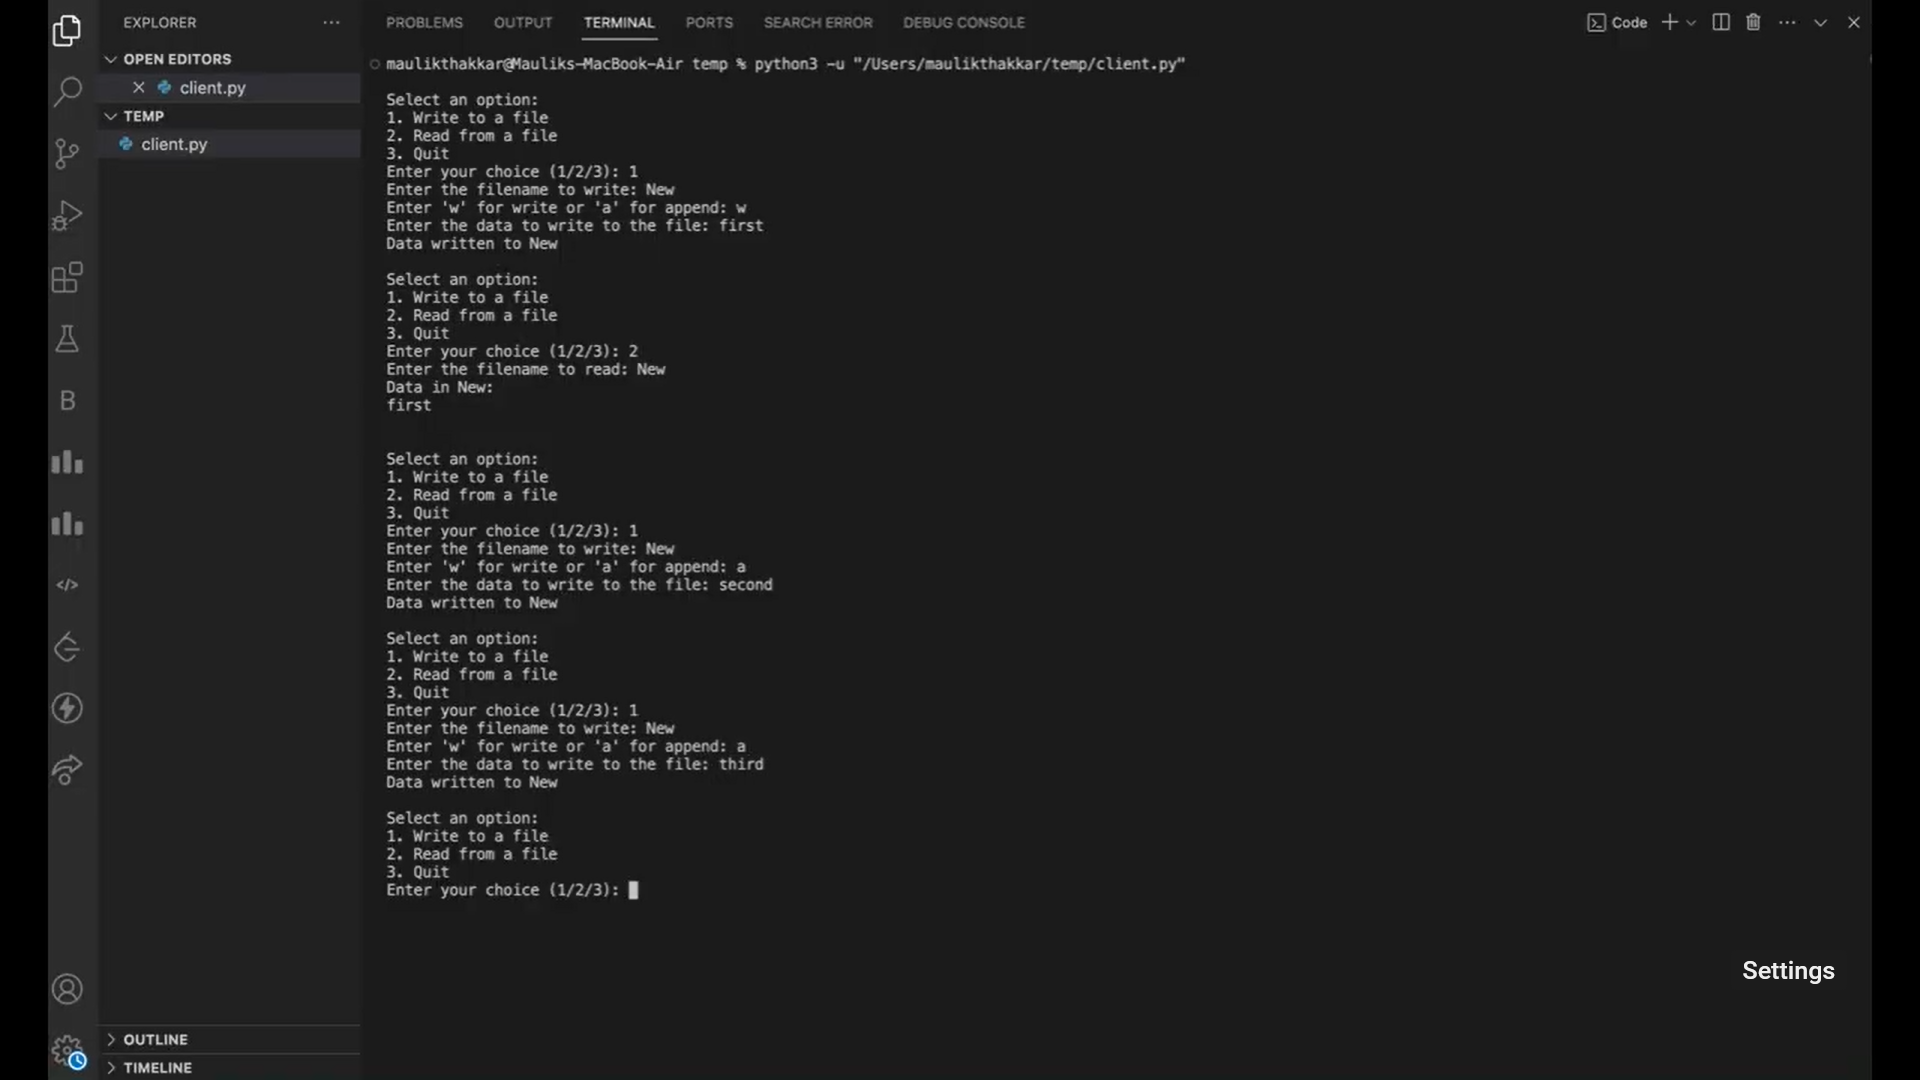 EXPLORER
OPEN EDITORS
client.py
TEMP
client.py
OUTLINE
TIMELINE
PROBLEMS OUTPUT TERMINAL PORTS SEARCH ERROR DEBUG CONSOLE
Code
maulikthakkar@Mauliks-MacBook-Air temp % python3 -u "/Users/maulikthakkar/temp/client.py"
Select an option:
1. Write to a file
2. Read from a file
3. Quit
Enter your choice (1/2/3): 1
Enter the filename to write: New
Enter 'w' for write or 'a' for append: w
Enter the data to write to the file: first
Data written to New
Select an option:
1. Write to a file
2. Read from a file
3. Quit
Enter your choice (1/2/3): 2
Enter the filename to read: New
Data in New:
first
Select an option:
1. Write to a file
2. Read from a file
3. Quit
Enter your choice (1/2/3): 1
Enter the filename to write: New
Enter 'w' for write or 'a' for append: a
Enter the data to write to the file: second
Data written to New
Select an option:
1. Write to a file
2. Read from a file
3. Quit
Enter your choice (1/2/3): 1
Enter the filename to write: New
Enter 'w' for write or 'a' for append: a
Enter the data to write to the file: third
Data written to New
Select an option:
1. Write to a file
2. Read from a file
3. Quit
Enter your choice (1/2/3):
Settings